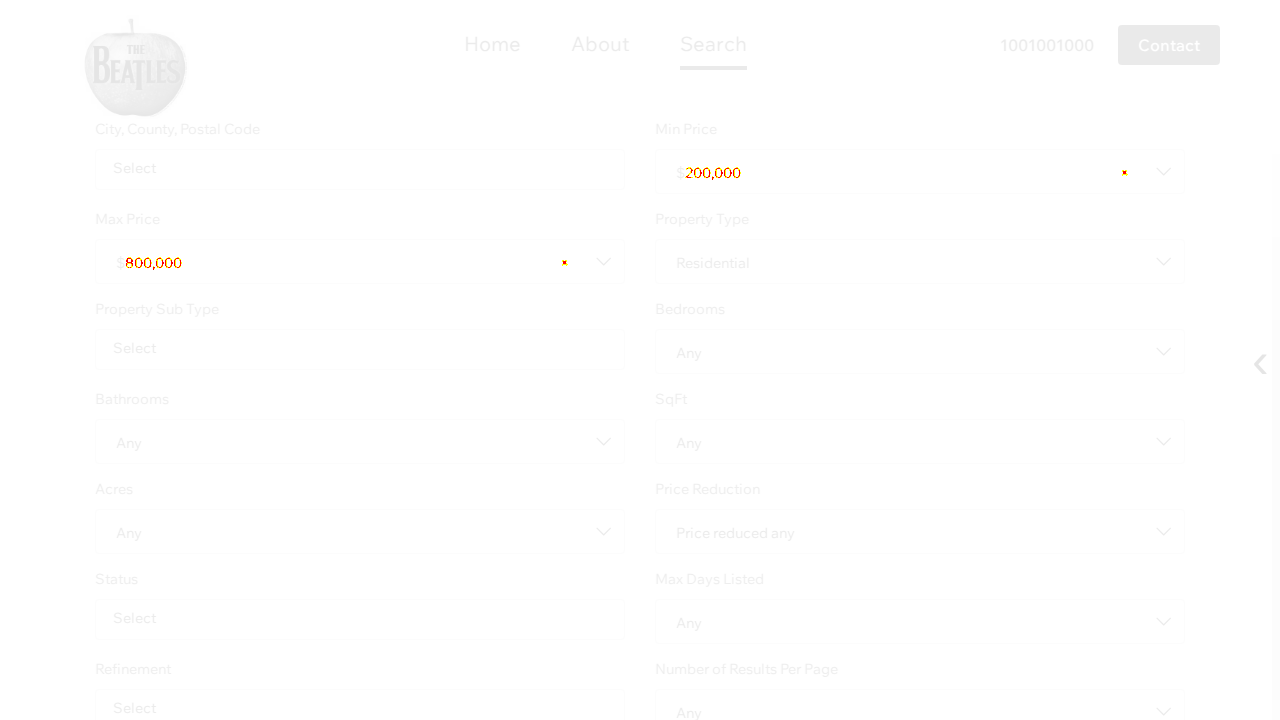 THE
BEATLES
Home About Search 1001001000 Contact
City, County, Postal Code
Select
Min Price
$200,000
Max Price
$800,000
Property Type
Residential
Property Sub Type
Select
Bedrooms
Any
Bathrooms
Any
SqFt
Any
Acres
Any
Price Reduction
Price reduced any
Status
Select
Max Days Listed
Any
Refinement
Select
Number of Results Per Page
Any